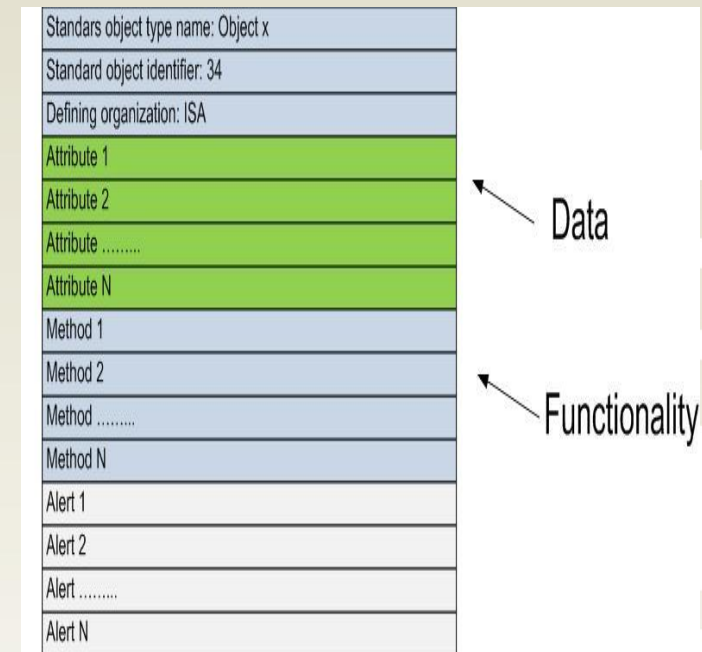 Standars object type name: Object x
Standard object identifier: 34
Defining organization: ISA
Attribute 1
Attribute 2
Attribute .........
Attribute N
Method 1
Method 2
Method .........
Method N
Alert 1
Alert 2
Alert .........
Alert N
Data
Functionality